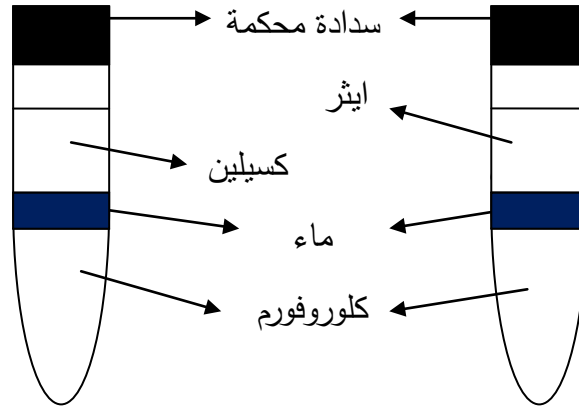 سدادة محكمة
ايثر
كسيلين
ماء
كلوروفورم